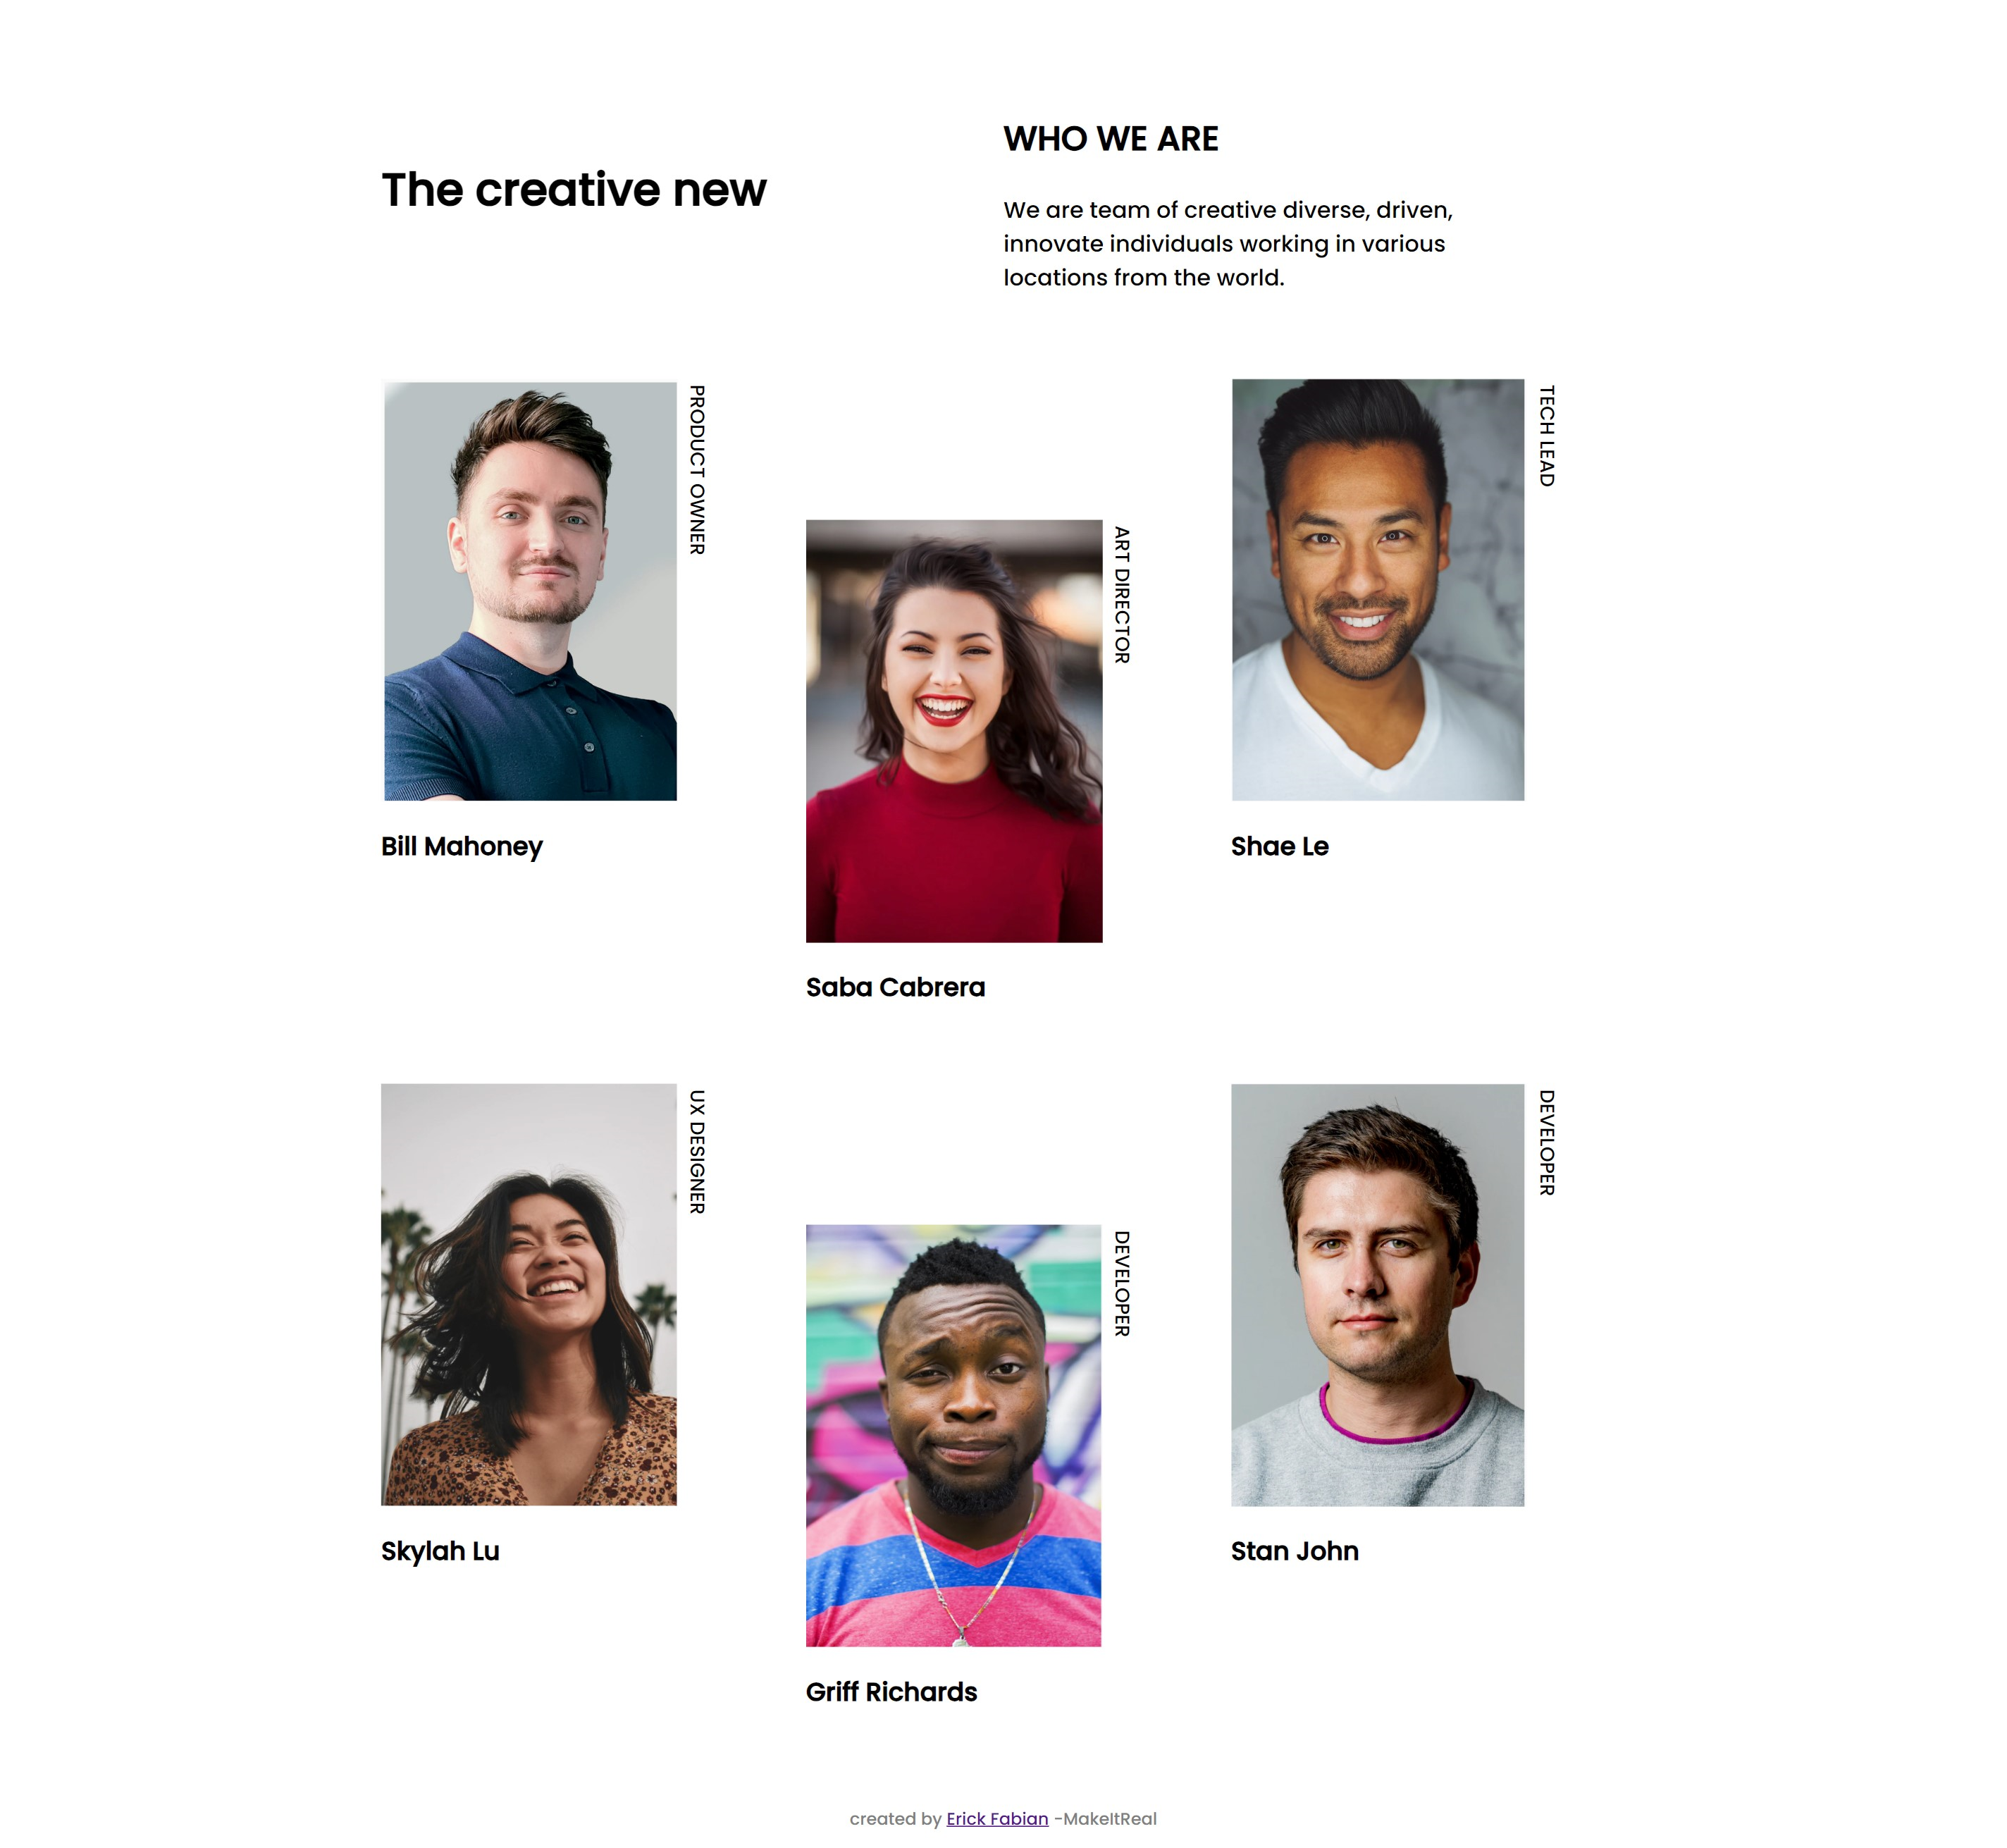 The creative new
WHO WE ARE
We are team of creative diverse, driven,
innovate individuals working in various
locations from the world.
PRODUCT OWNER
Bill Mahoney
ART DIRECTOR
Saba Cabrera
TECH LEAD
Shae Le
UX DESIGNER
Skylah Lu
DEVELOPER
Griff Richards
DEVELOPER
Stan John
created by Erick Fabian -MakeItReal